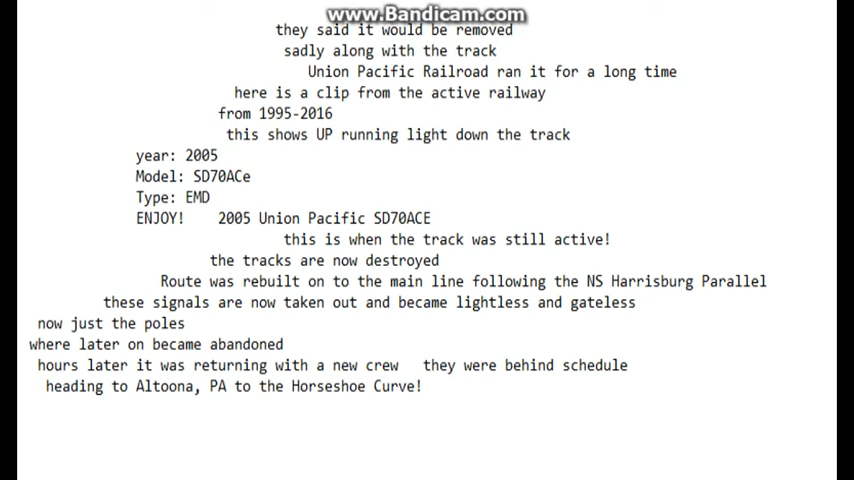 www.Bandicam.com
they said it would be removed
sadly along with the track
Union Pacific Railroad ran it for a long time
here is a clip from the active railway
from 1995-2016
this shows UP running light down the track
year: 2005
Model: SD70ACe
Type: EMD
ENJOY! 2005 Union Pacific SD70ACE
this is when the track was still active!
the tracks are now destroyed
Route was rebuilt on to the main line following the NS Harrisburg Parallel
these signals are now taken out and became lightless and gateless
now just the poles
where later on became abandoned
hours later it was returning with a new crew they were behind schedule
heading to Altoona, PA to the Horseshoe Curve!